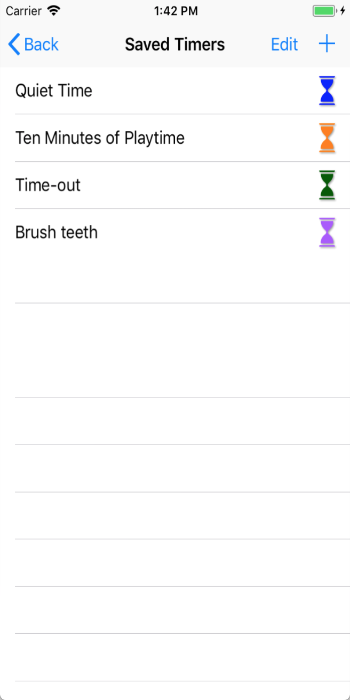 Carrier 1:42 PM
Back Saved Timers Edit
Quiet Time
Ten Minutes of Playtime
Time-out
Brush teeth